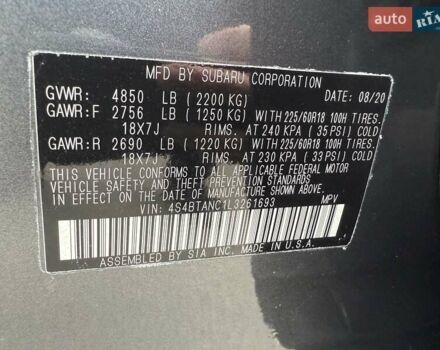 AUTO
RIA
MFD BY SUBARU CORPORATION
GVWR: 4850 LB ( 2200 KG) DATE: 08/20
GAWR:F 2756 LB ( 1250 KG) WITH 225/60R18 100H TIRES,
18X7J RIMS, AT 240 KPA ( 35 PSI) COLD
GAWR:R 2690 LB ( 1220 KG) WITH 225/60R18 100H TIRES,
18X7J RIMS, AT 230 KPA ( 33 PSI) COLD
THIS VEHICLE CONFORMS TO ALL APPLICABLE FEDERAL MOTOR
VEHICLE SAFETY AND THEFT PREVENTION STANDARDS
IN EFFECT ON THE DATE OF MANUFACTURE SHOWN ABOVE.
VIN: 4S4BTANC1L3261693 MPV
ASSEMBLED BY SIA INC. MADE IN U.S.A.